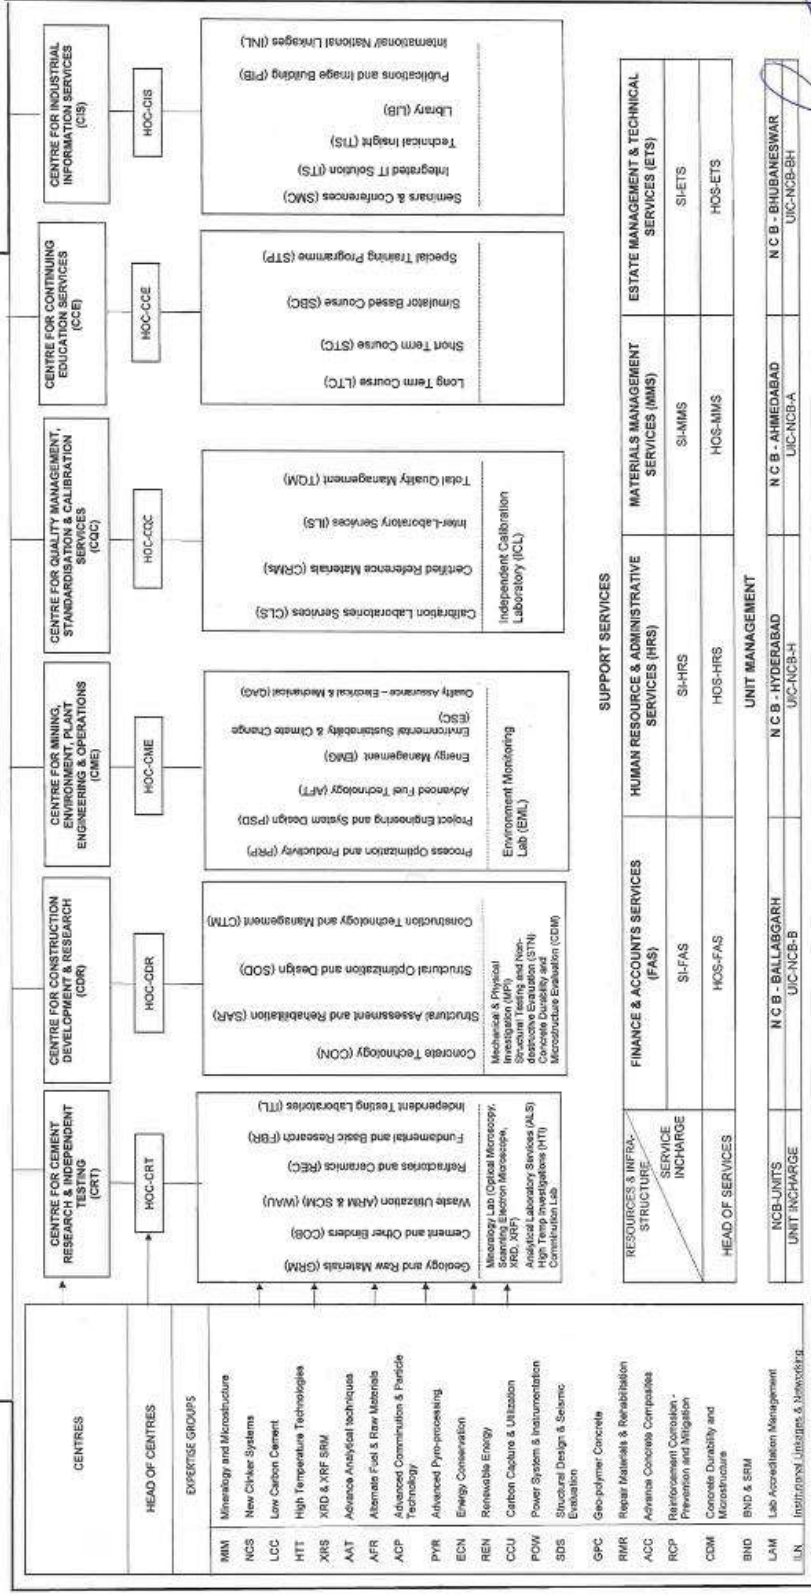 CENTRES
HEAD OF CENTRES
EXPERTISE GROUPS
MIM Mineralogy and Microstructure
NCS New Clinker Systems
LCC Low Carbon Cement
HTT High Temperature Technologies
XRS XRD & XRF SRM
AAT Advance Analytical techniques
AFR Alternate Fuel & Raw Materials
ACP Advanced Comminution & Particle
Technology
PYR Advanced Pyro-processing
ECN Energy Conservation
REN Renewable Energy
CCU Carbon Capture & Utilization
POW Power System & Instrumentation
SDS Structural Design & Seismic
Evaluation
GPC Geo-polymer Concrete
RMR Repair Materials & Rehabilitation
ACC Advance Concrete Composites
RCP Reinforcement Corrosion -
Prevention and Mitigation
CDM Concrete Durability and
Microstructure
BND BND & SRM
LAM Lab Accreditation Management
ILN Institutional Linkages & Networking
CENTRE FOR CEMENT
RESEARCH & INDEPENDENT
TESTING
(CRT)
HOC-CRT
Geology and Raw Materials (GRM)
Cement and Other Binders (COB)
Waste Utilization (ARM & SCM) (WAU)
Refractories and Ceramics (REC)
Fundamental and Basic Research (FBR)
Independent Testing Laboratories (ITL)
Mineralogy Lab (Optical Microscopy,
Scanning Electron Microscope,
XRD, XRF)
Analytical Laboratory Services (ALS)
High Temp Investigations (HTI)
Comminution Lab
CENTRE FOR CONSTRUCTION
DEVELOPMENT & RESEARCH
(CDR)
HOC-CDR
Concrete Technology (CON)
Structural Assessment and Rehabilitation (SAR)
Structural Optimization and Design (SOD)
Construction Technology and Management (CTM)
Mechanical & Physical
Investigation (MPI)
Structural Testing and Non-
destructive Evaluation (STN)
Concrete Durability and
Microstructure Evaluation (CDM)
CENTRE FOR MINING,
ENVIRONMENT, PLANT
ENGINEERING & OPERATIONS
(CME)
HOC-CME
Process Optimization and Productivity (PRP)
Project Engineering and System Design (PSD)
Advanced Fuel Technology (AFT)
Energy Management (EMG)
Environmental Sustainability & Climate Change
(ESC)
Quality Assurance – Electrical & Mechanical (QAG)
Environment Monitoring
Lab (EML)
CENTRE FOR QUALITY MANAGEMENT,
STANDARDISATION & CALIBRATION
SERVICES
(CQC)
HOC-CQC
Calibration Laboratories Services (CLS)
Certified Reference Materials (CRMs)
Inter-Laboratory Services (ILS)
Total Quality Management (TQM)
Independent Calibration
Laboratory (ICL)
CENTRE FOR CONTINUING
EDUCATION SERVICES
(CCE)
HOC-CCE
Long Term Course (LTC)
Short Term Course (STC)
Simulator Based Course (SBC)
Special Training Programme (STP)
CENTRE FOR INDUSTRIAL
INFORMATION SERVICES
(CIS)
HOC-CIS
Seminars & Conferences (SMC)
Integrated IT Solution (ITS)
Technical Insight (TIS)
Library (LIB)
Publications and Image Building (PIB)
International/ National Linkages (INL)
SUPPORT SERVICES
RESOURCES & INFRA-
STRUCTURE
SERVICE
INCHARGE
FINANCE & ACCOUNTS SERVICES
(FAS)
HUMAN RESOURCE & ADMINISTRATIVE
SERVICES (HRS)
MATERIALS MANAGEMENT
SERVICES (MMS)
ESTATE MANAGEMENT & TECHNICAL
SERVICES (ETS)
SI-FAS
SI-HRS
SI-MMS
SI-ETS
HEAD OF SERVICES
HOS-FAS
HOS-HRS
HOS-MMS
HOS-ETS
UNIT MANAGEMENT
NCB-UNITS
N C B - BALLABGARH
N C B - HYDERABAD
N C B - AHMEDABAD
N C B - BHUBANESWAR
UNIT INCHARGE
UIC-NCB-B
UIC-NCB-H
UIC-NCB-A
UIC-NCB-BH